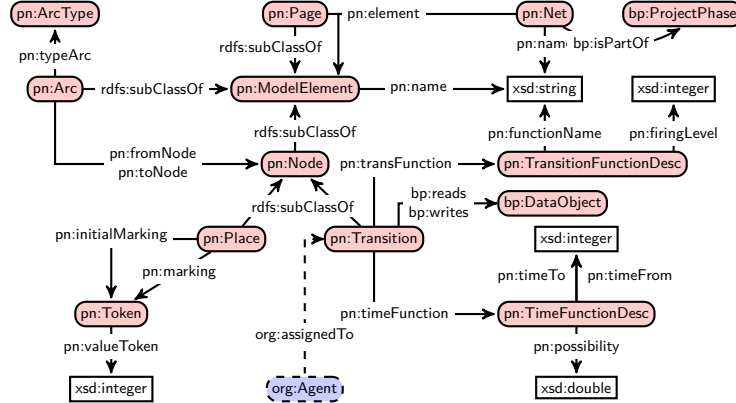 pn:ArcType
pn:Page
pn:element
pn:Net
bp:ProjectPhase
pn:typeArc
rdfs:subClassOf
pn:name
bp:isPartOf
pn:Arc
rdfs:subClassOf
pn:ModelElement
pn:name
xsd:string
xsd:integer
rdfs:subClassOf
pn:functionName
pn:firingLevel
pn:fromNode
pn:toNode
pn:Node
pn:transFunction
pn:TransitionFunctionDesc
rdfs:subClassOf
bp:reads
bp:writes
bp:DataObject
pn:initialMarking
pn:Place
pn:Transition
xsd:integer
pn:marking
pn:timeTo
pn:timeFrom
pn:Token
pn:timeFunction
pn:TimeFunctionDesc
org:assignedTo
pn:valueToken
pn:possibility
xsd:integer
org:Agent
xsd:double